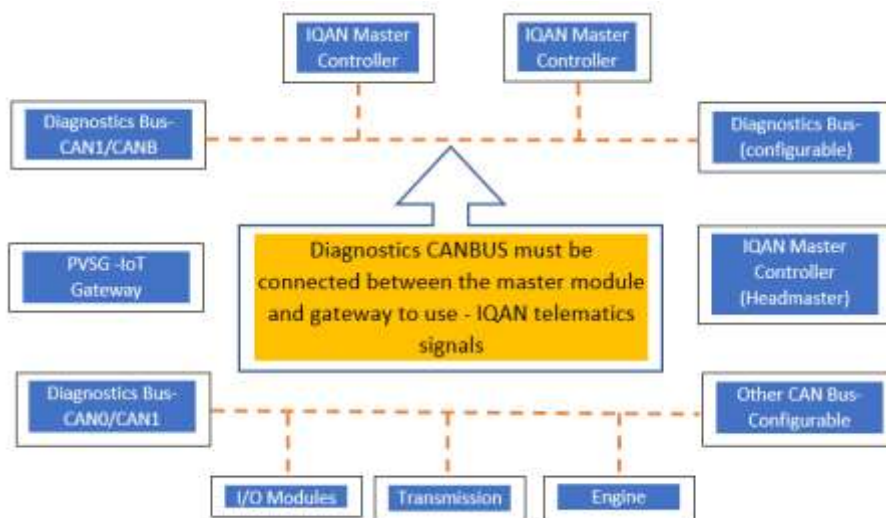 IQAN Master
Controller
IQAN Master
Controller
Diagnostics Bus-
CAN1/CANB
Diagnostics Bus-
(configurable)
PVSG -IoT
Gateway
Diagnostics CANBUS must be
connected between the master module
and gateway to use - IQAN telematics
signals
IQAN Master
Controller
(Headmaster)
Diagnostics Bus-
CAN0/CAN1
Other CAN Bus-
Configurable
I/O Modules
Transmission
Engine